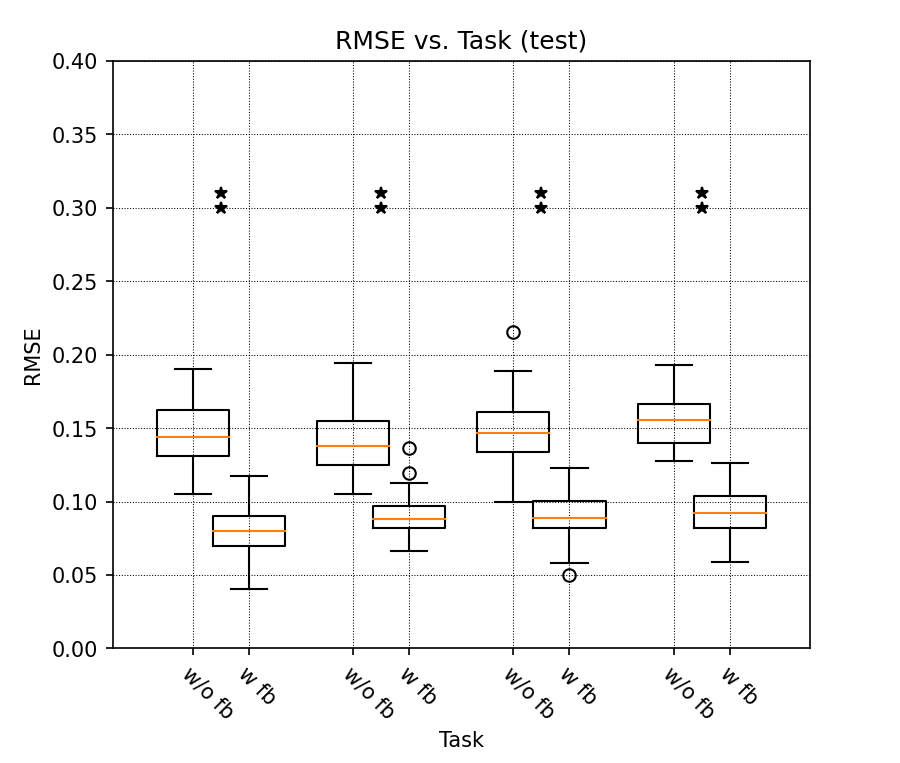 RMSE vs. Task (test)
0.40
0.35
0.30
0.25
0.20
0.15
0.10
0.05
0.00
RMSE
w/o fb
w fb
w/o fb
w fb
w/o fb
w fb
w/o fb
w fb
Task